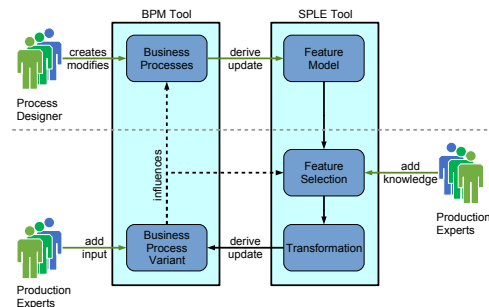 BPM Tool
SPLE Tool
creates
modifies
Business
Processes
derive
update
Feature
Model
Process
Designer
influences
Feature
Selection
add
knowledge
Production
Experts
add
input
Business
Process
Variant
derive
update
Transformation
Production
Experts